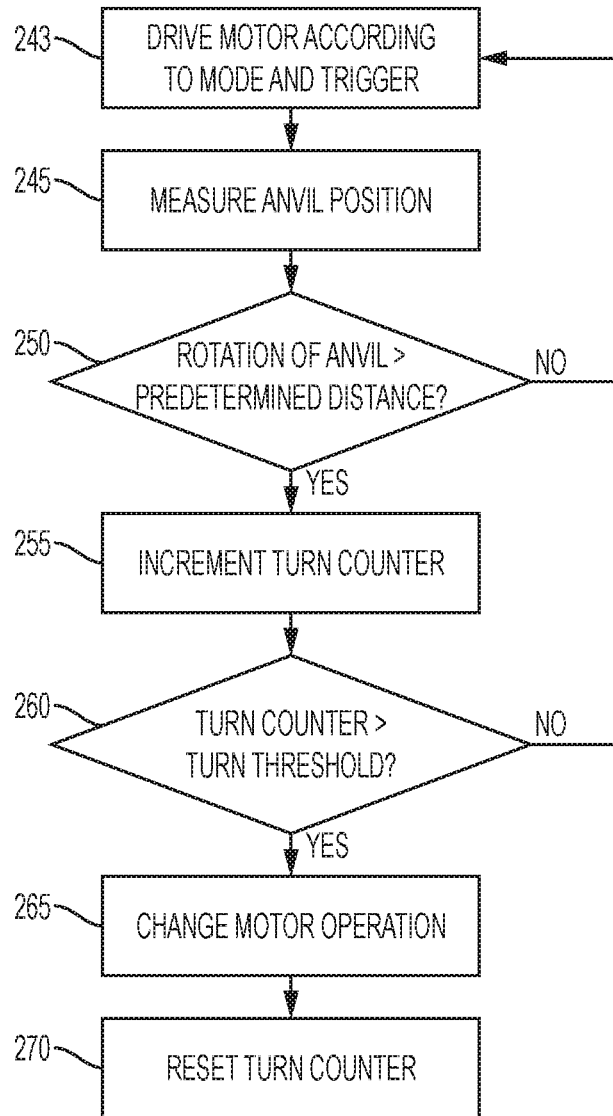 243
DRIVE MOTOR ACCORDING
TO MODE AND TRIGGER
245
MEASURE ANVIL POSITION
250
ROTATION OF ANVIL >
PREDETERMINED DISTANCE?
NO
YES
255
INCREMENT TURN COUNTER
260
TURN COUNTER >
TURN THRESHOLD?
NO
YES
265
CHANGE MOTOR OPERATION
270
RESET TURN COUNTER